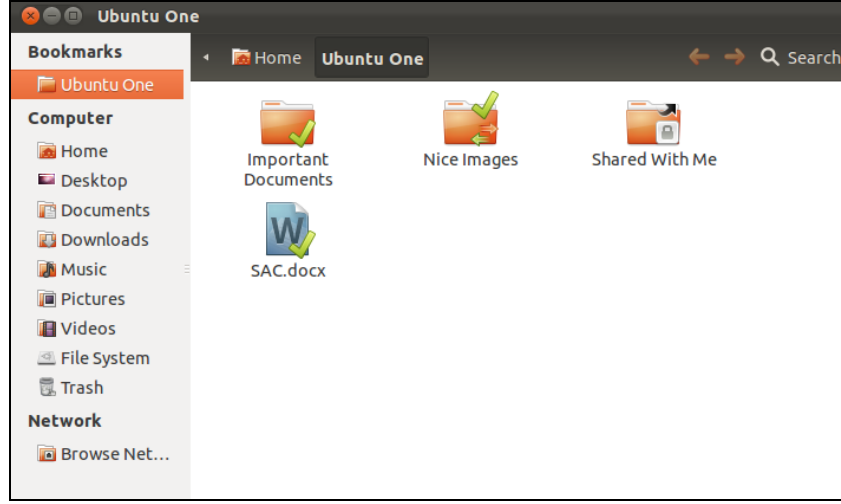 Ubuntu One
Bookmarks
Home Ubuntu One Search
Ubuntu One
Computer
Home
Desktop
Documents
Downloads
Music
Pictures
Videos
File System
Trash
Network
Browse Net...
Important
Documents
Nice Images
Shared With Me
W
SAC.docx